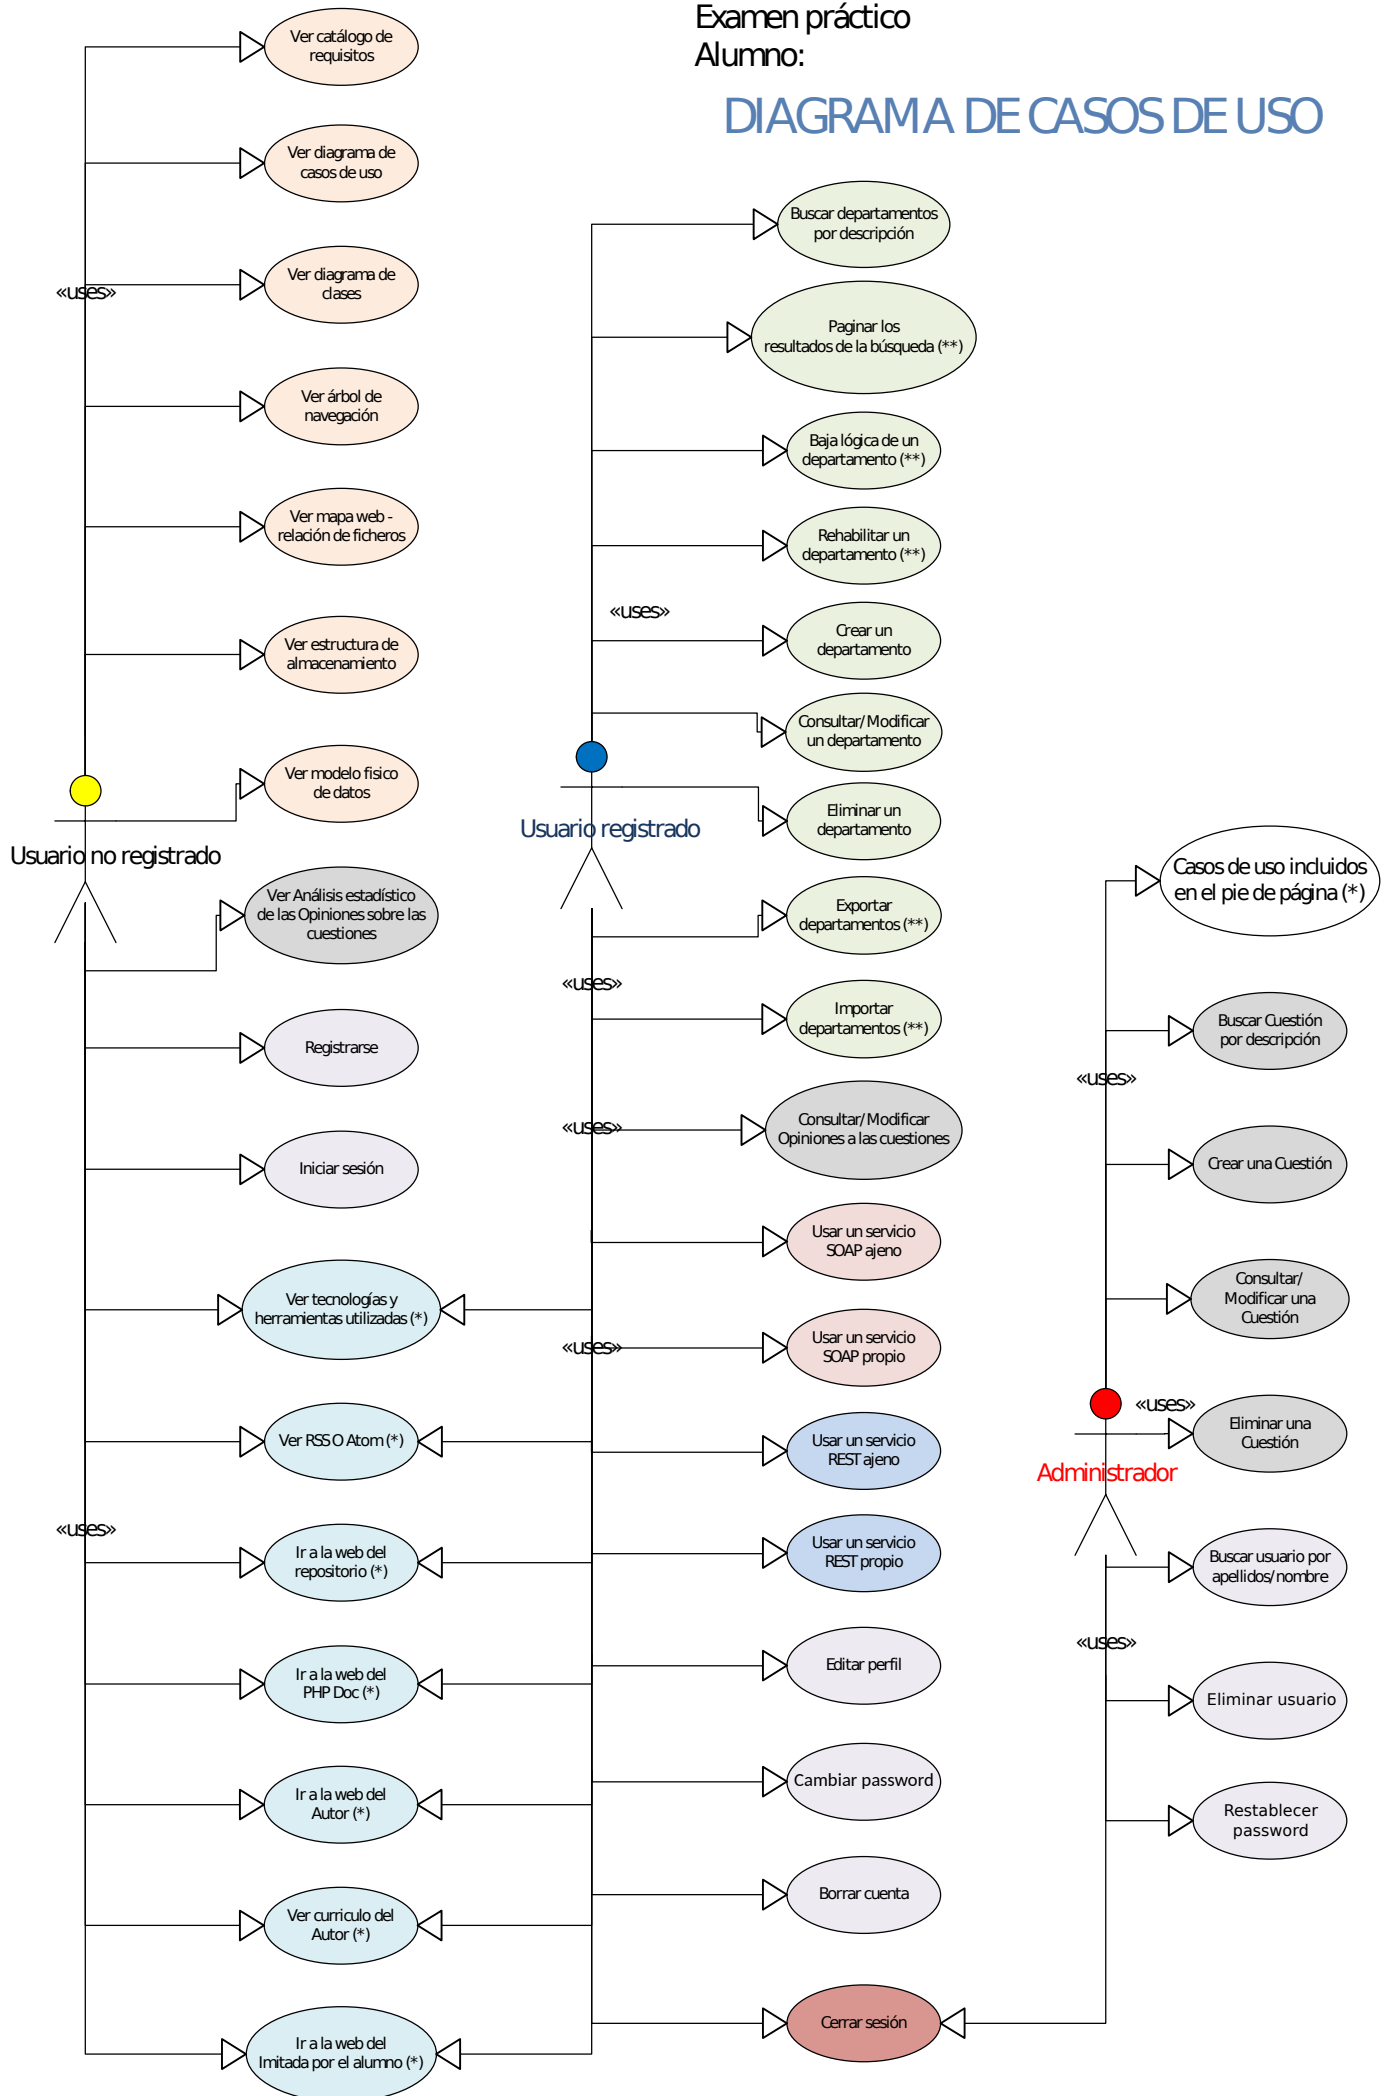 Examen práctico
Alumno:
DIAGRAMA DE CASOS DE USO
Ver catálogo de
requisitos
Ver diagrama de
casos de uso
«uses»
Ver diagrama de
clases
Ver árbol de
navegación
Ver mapa web -
relación de ficheros
Ver estructura de
almacenamiento
Ver modelo fisico
de datos
Usuario no registrado
Ver Análisis estadístico
de las Opiniones sobre las
cuestiones
Registrarse
Iniciar sesión
Ver tecnologías y
herramientas utilizadas (*)
Ver RSS O Atom (*)
«uses»
Ir a la web del
repositorio (*)
Ir a la web del
PHP Doc (*)
Ir a la web del
Autor (*)
Ver curriculo del
Autor (*)
Ir a la web del
Imitada por el alumno (*)
Buscar departamentos
por descripción
Paginar los
resultados de la búsqueda (**)
Baja lógica de un
departamento (**)
Rehabilitar un
departamento (**)
«uses»
Crear un
departamento
Consultar/Modificar
un departamento
Eliminar un
departamento
Usuario registrado
Exportar
departamentos (**)
«uses»
Importar
departamentos (**)
«uses»
Consultar/Modificar
Opiniones a las cuestiones
Usar un servicio
SOAP ajeno
«uses»
Usar un servicio
SOAP propio
Usar un servicio
REST ajeno
Usar un servicio
REST propio
Editar perfil
Cambiar password
Borrar cuenta
Cerrar sesión
Casos de uso incluidos
en el pie de página (*)
Buscar Cuestión
por descripción
«uses»
Crear una Cuestión
Consultar/
Modificar una
Cuestión
«uses»
Eliminar una
Cuestión
Administrador
Buscar usuario por
apellidos/nombre
«uses»
Eliminar usuario
Restablecer
password